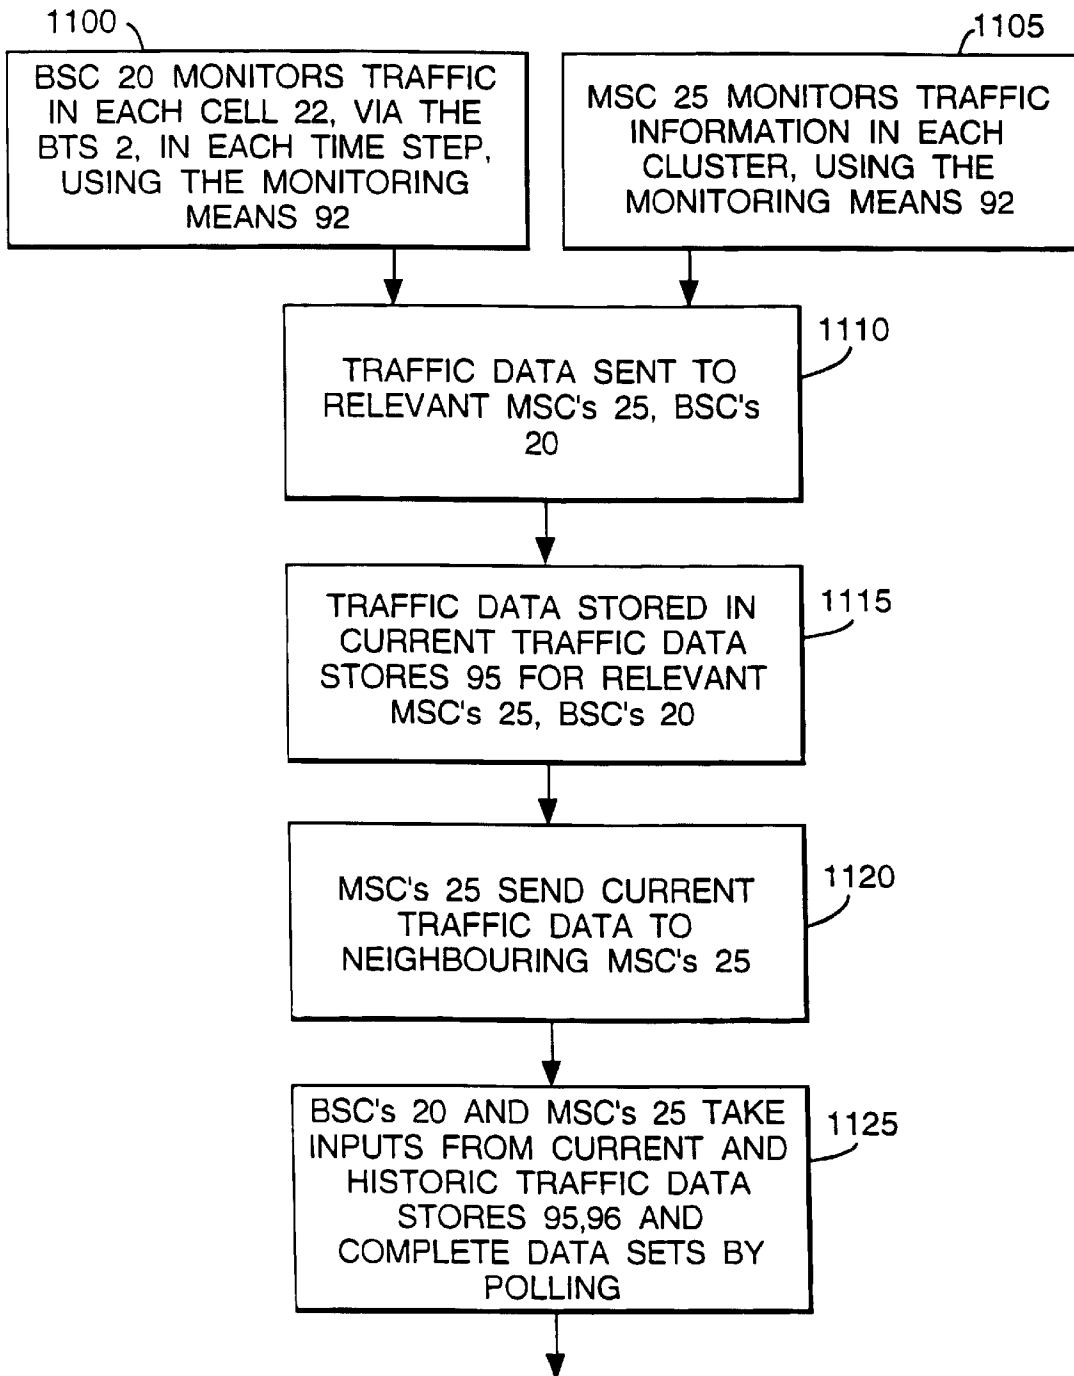 1100
BSC 20 MONITORS TRAFFIC
IN EACH CELL 22, VIA THE
BTS 2, IN EACH TIME STEP,
USING THE MONITORING
MEANS 92
1105
MSC 25 MONITORS TRAFFIC
INFORMATION IN EACH
CLUSTER, USING THE
MONITORING MEANS 92
1110
TRAFFIC DATA SENT TO
RELEVANT MSC's 25, BSC's
20
1115
TRAFFIC DATA STORED IN
CURRENT TRAFFIC DATA
STORES 95 FOR RELEVANT
MSC's 25, BSC's 20
1120
MSC's 25 SEND CURRENT
TRAFFIC DATA TO
NEIGHBOURING MSC's 25
1125
BSC's 20 AND MSC's 25 TAKE
INPUTS FROM CURRENT AND
HISTORIC TRAFFIC DATA
STORES 95,96 AND
COMPLETE DATA SETS BY
POLLING